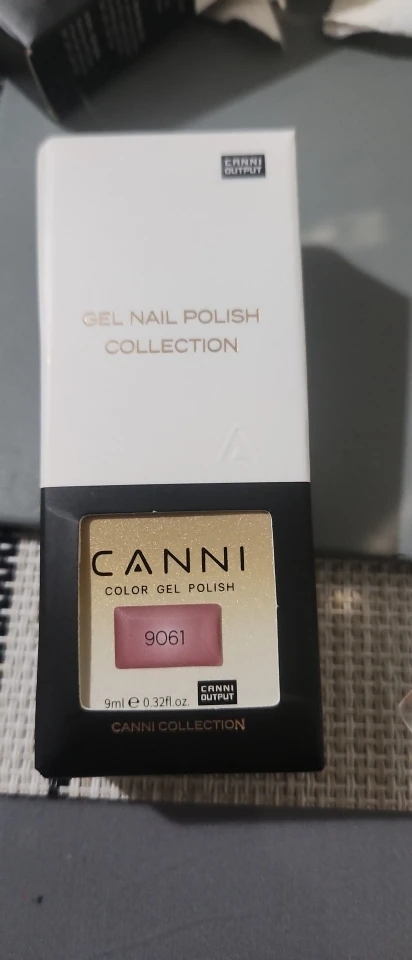 CANNI
OUTPUT
GEL NAIL POLISH
COLLECTION
CANNI
COLOR GEL POLISH
9061
9ml ℮ 0.32fl.oz.
CANNI
OUTPUT
CANNI COLLECTION